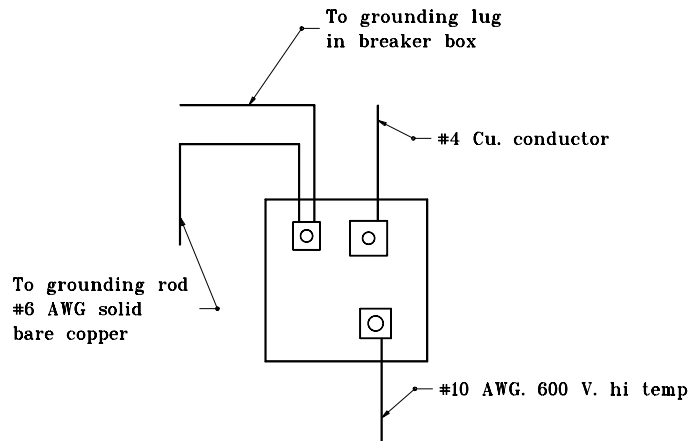 To grounding lug
in breaker box
#4 Cu. conductor
To grounding rod
#6 AWG solid
bare copper
#10 AWG. 600 V. hi temp